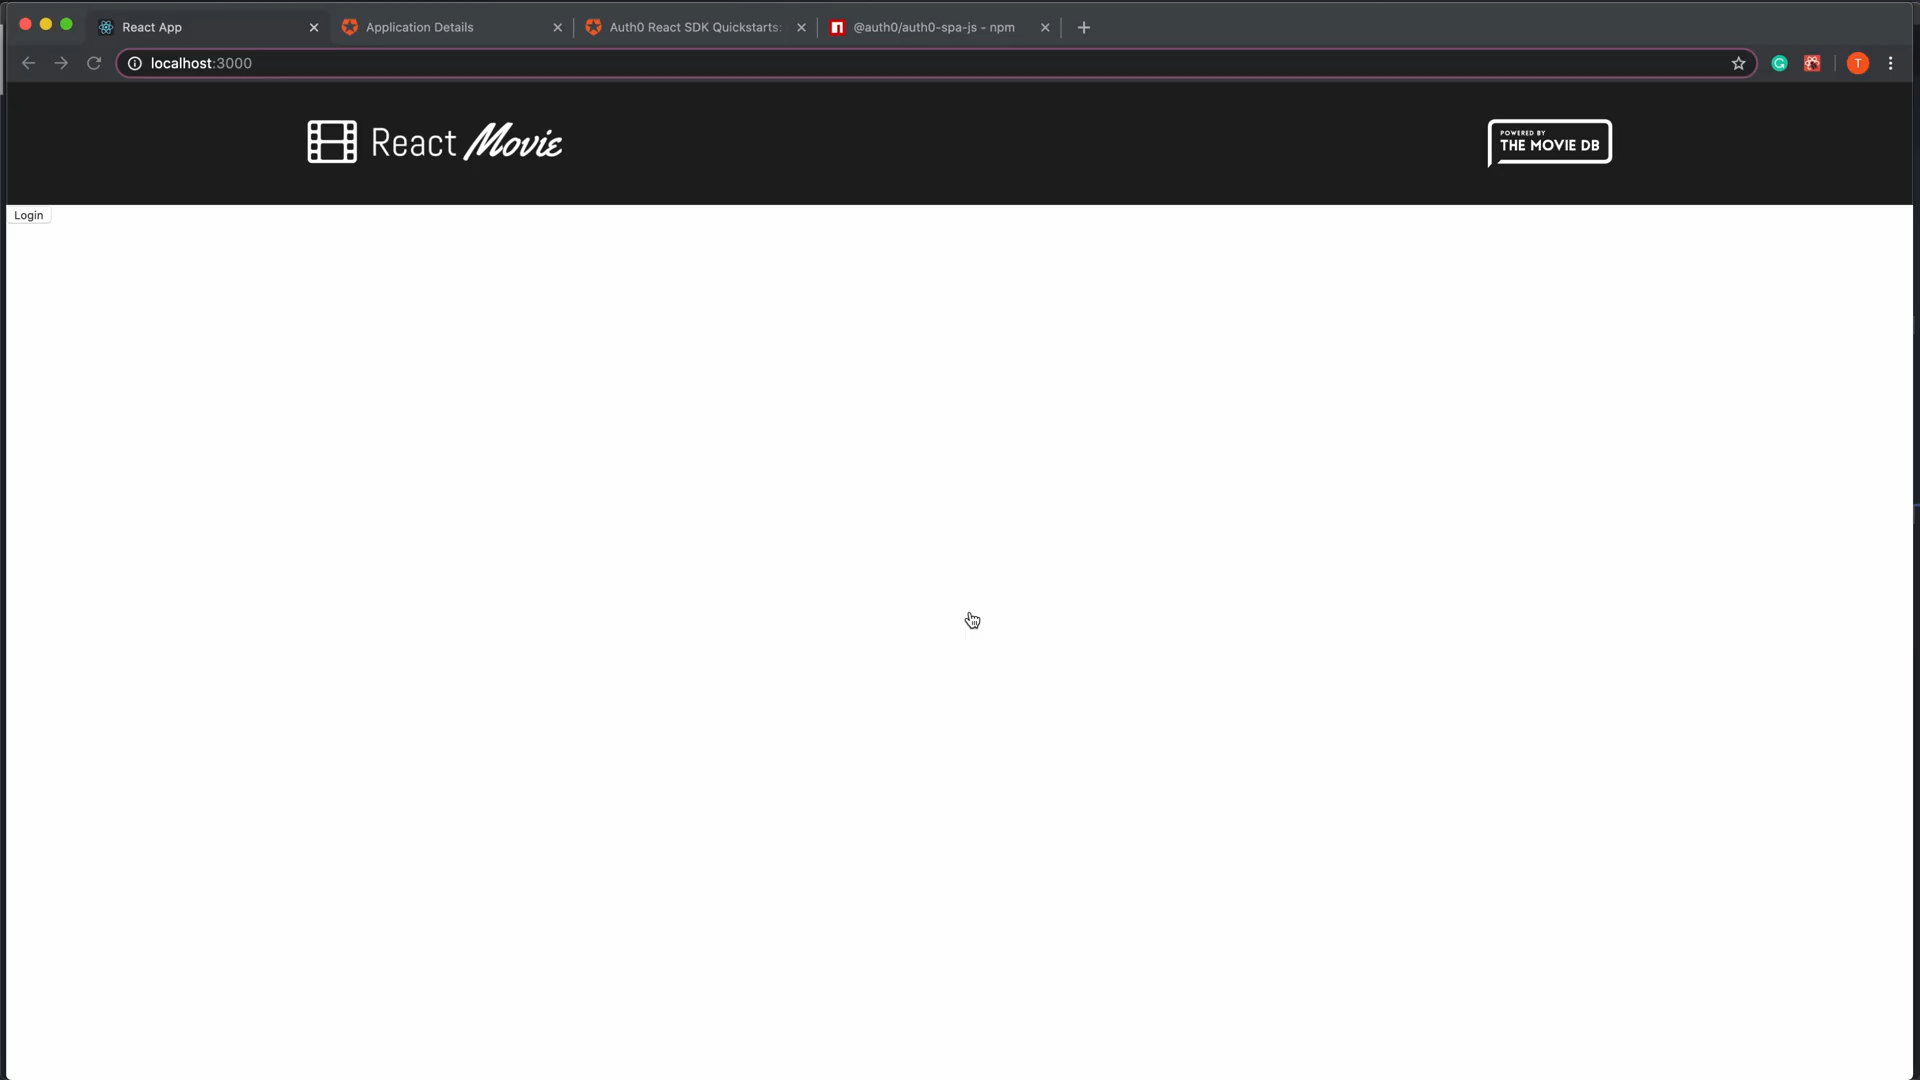 React App
Application Details
Auth0 React SDK Quickstarts:
@auth0/auth0-spa-js - npm
localhost:3000
T
React Movie
POWERED BY
THE MOVIE DB
Login